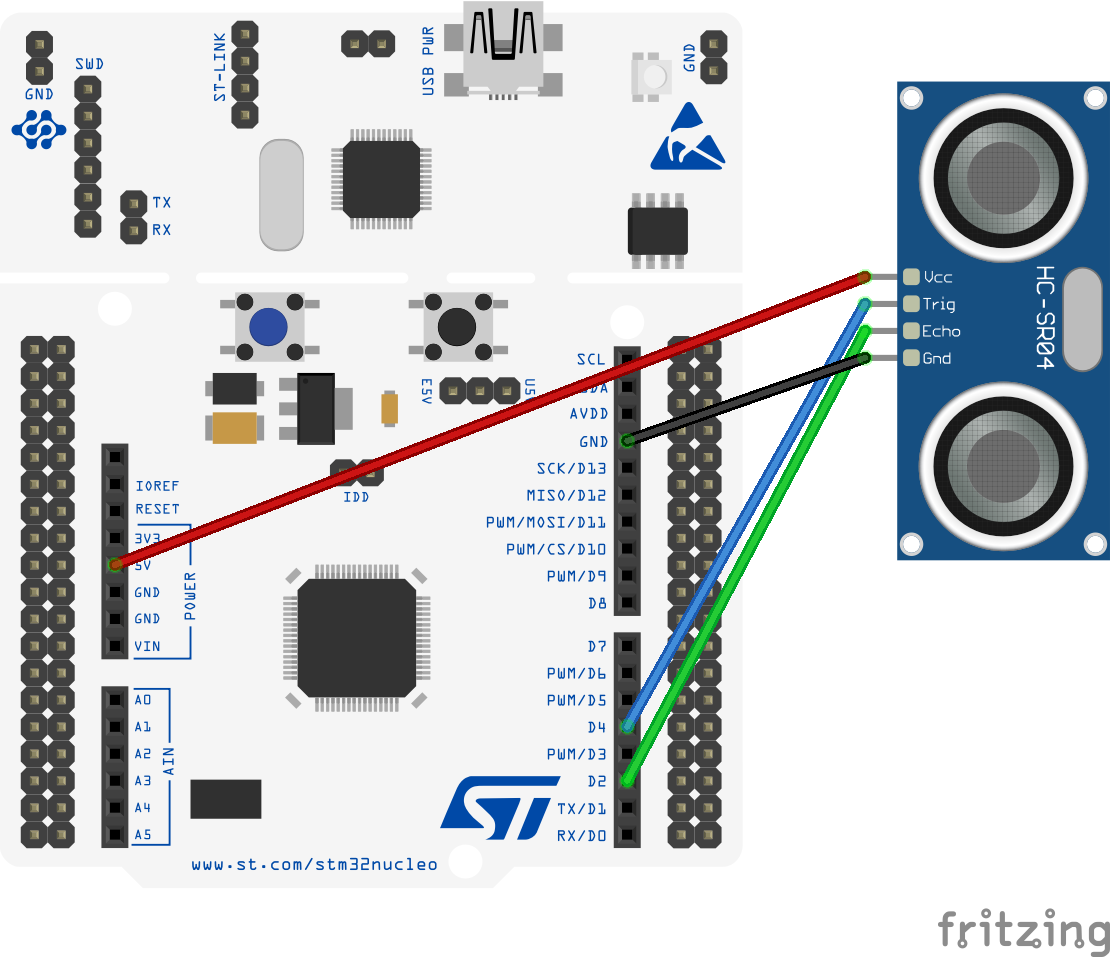 GND
SWD
TX
RX
ST-LINK
USB PWR
GND
IOREF
RESET
3V3
5V
GND
GND
VIN
POWER
A0
A1
A2
A3
A4
A5
AIN
E5V
IDD
SCL
AVDD
GND
SCK/D13
MISO/D12
PWM/MOSI/D11
PWM/CS/D10
PWM/D9
D8
D7
PWM/D6
PWM/D5
D4
PWM/D3
D2
TX/D1
RX/D0
ST
www.st.com/stm32nucleo
Vcc
Trig
Echo
Gnd
HC-SR04
fritzing